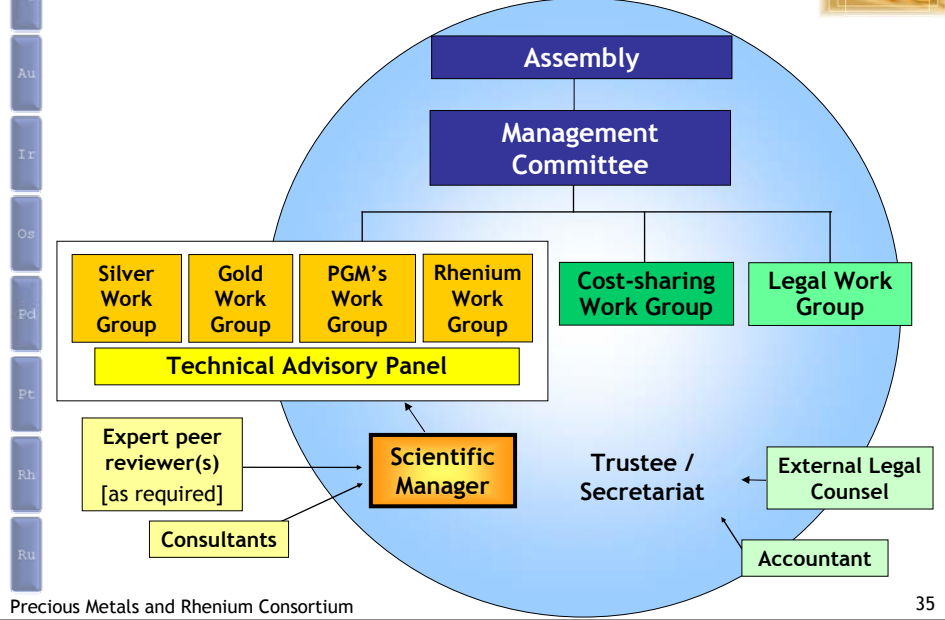 Au
Ir
Os
Pd
Pt
Rh
Ru
Assembly
Management
Committee
Silver
Work
Group
Gold
Work
Group
PGM's
Work
Group
Rhenium
Work
Group
Technical Advisory Panel
Cost-sharing
Work Group
Legal Work
Group
Expert peer
reviewer(s)
[as required]
Consultants
Scientific
Manager
Trustee /
Secretariat
External Legal
Counsel
Accountant
Precious Metals and Rhenium Consortium
35